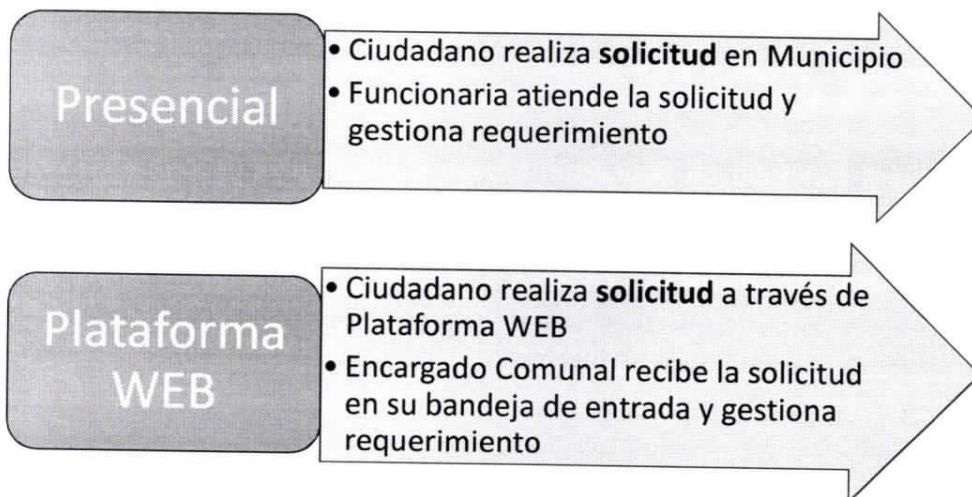 Presencial
• Ciudadano realiza solicitud en Municipio
• Funcionaria atiende la solicitud y
gestiona requerimiento
Plataforma
WEB
• Ciudadano realiza solicitud a través de
Plataforma WEB
• Encargado Comunal recibe la solicitud
en su bandeja de entrada y gestiona
requerimiento